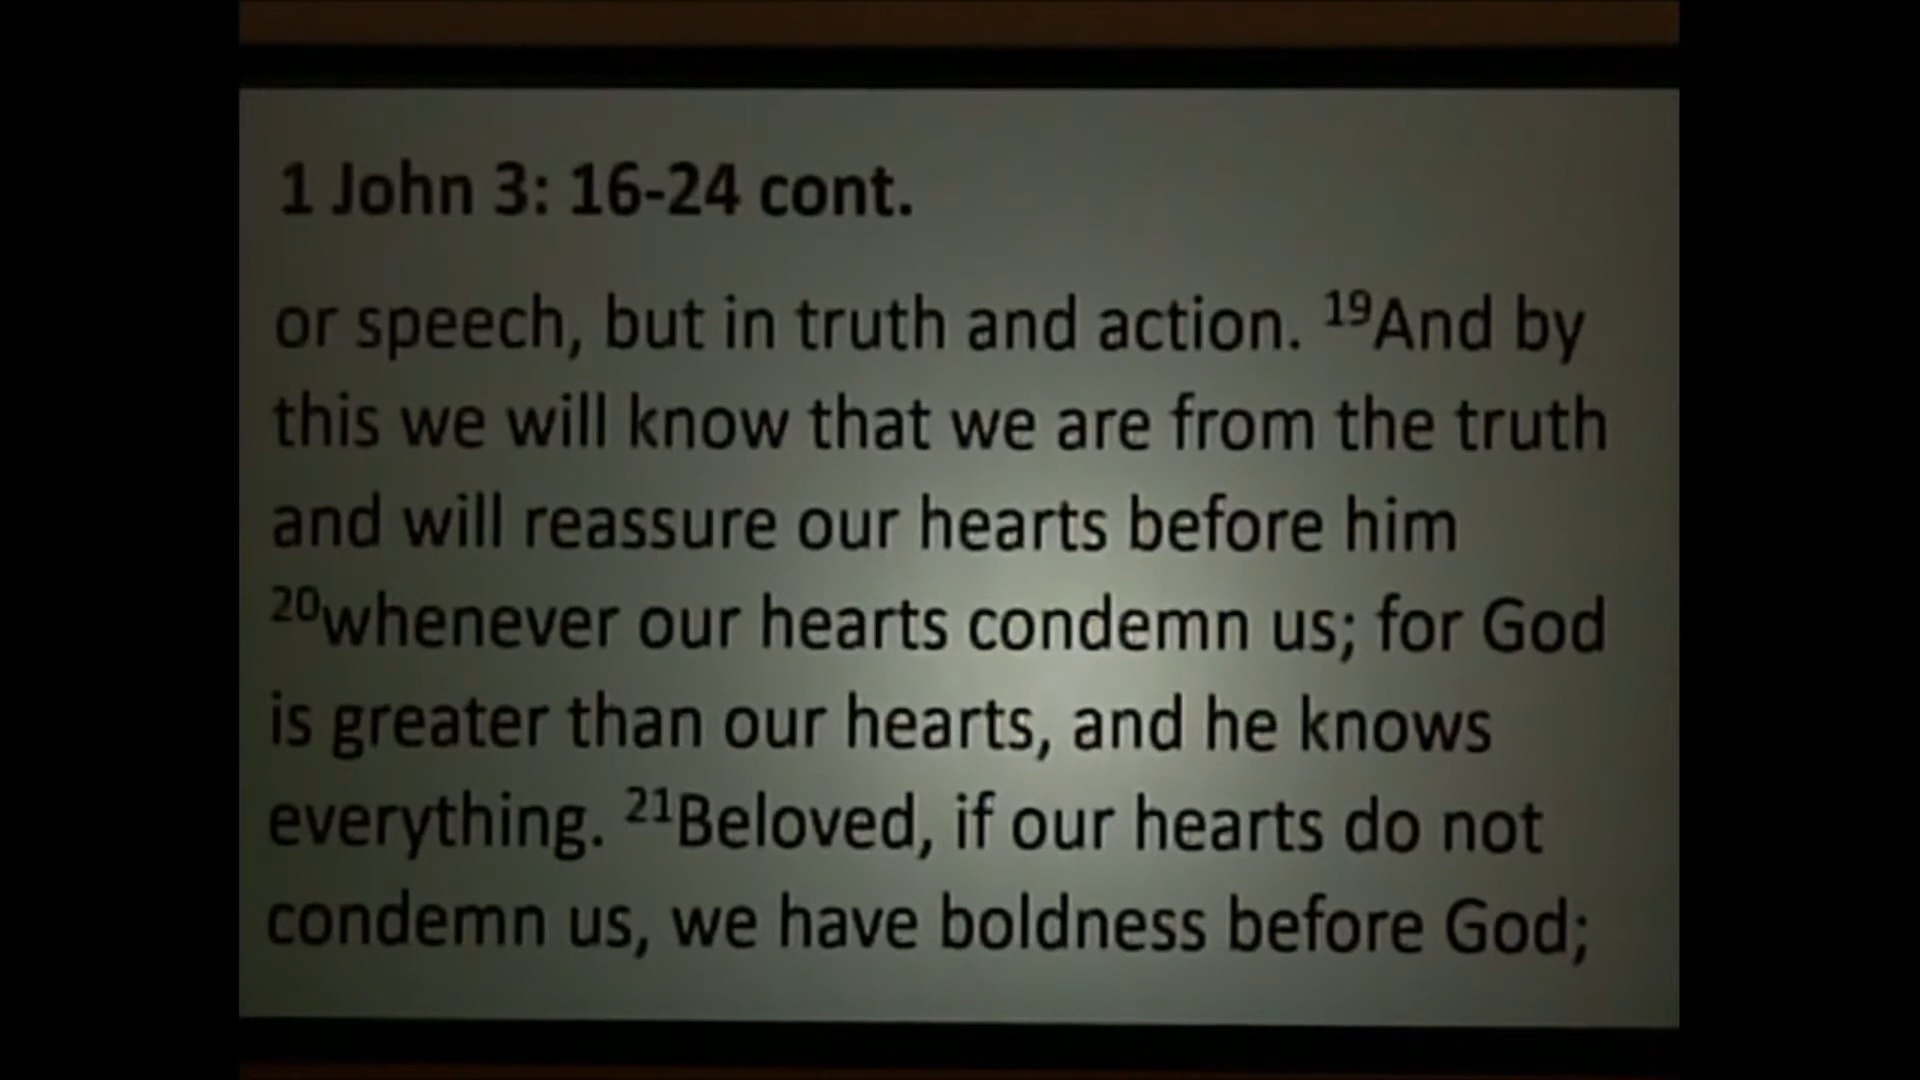 1 John 3: 16-24 cont.
or speech, but in truth and action. ¹⁹And by
this we will know that we are from the truth
and will reassure our hearts before him
²⁰whenever our hearts condemn us; for God
is greater than our hearts, and he knows
everything. ²¹Beloved, if our hearts do not
condemn us, we have boldness before God;